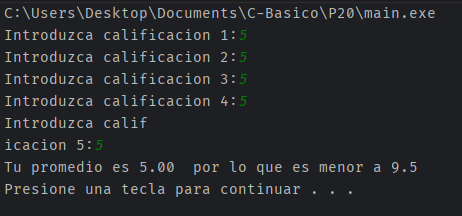 C:\Users\Desktop\Documents\C-Basico\P20\main.exe
Introduzca calificacion 1:5
Introduzca calificacion 2:5
Introduzca calificacion 3:5
Introduzca calificacion 4:5
Introduzca calif
icacion 5:5
Tu promedio es 5.00  por lo que es menor a 9.5
Presione una tecla para continuar . . .